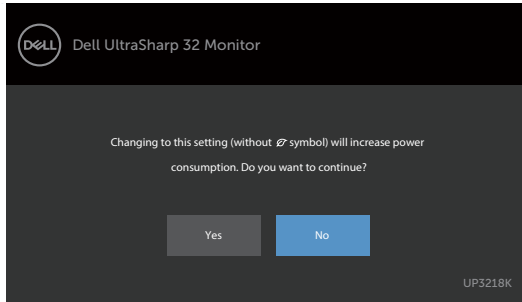 DELL
Dell UltraSharp 32 Monitor
Changing to this setting (without symbol) will increase power
consumption. Do you want to continue?
Yes
No
UP3218K